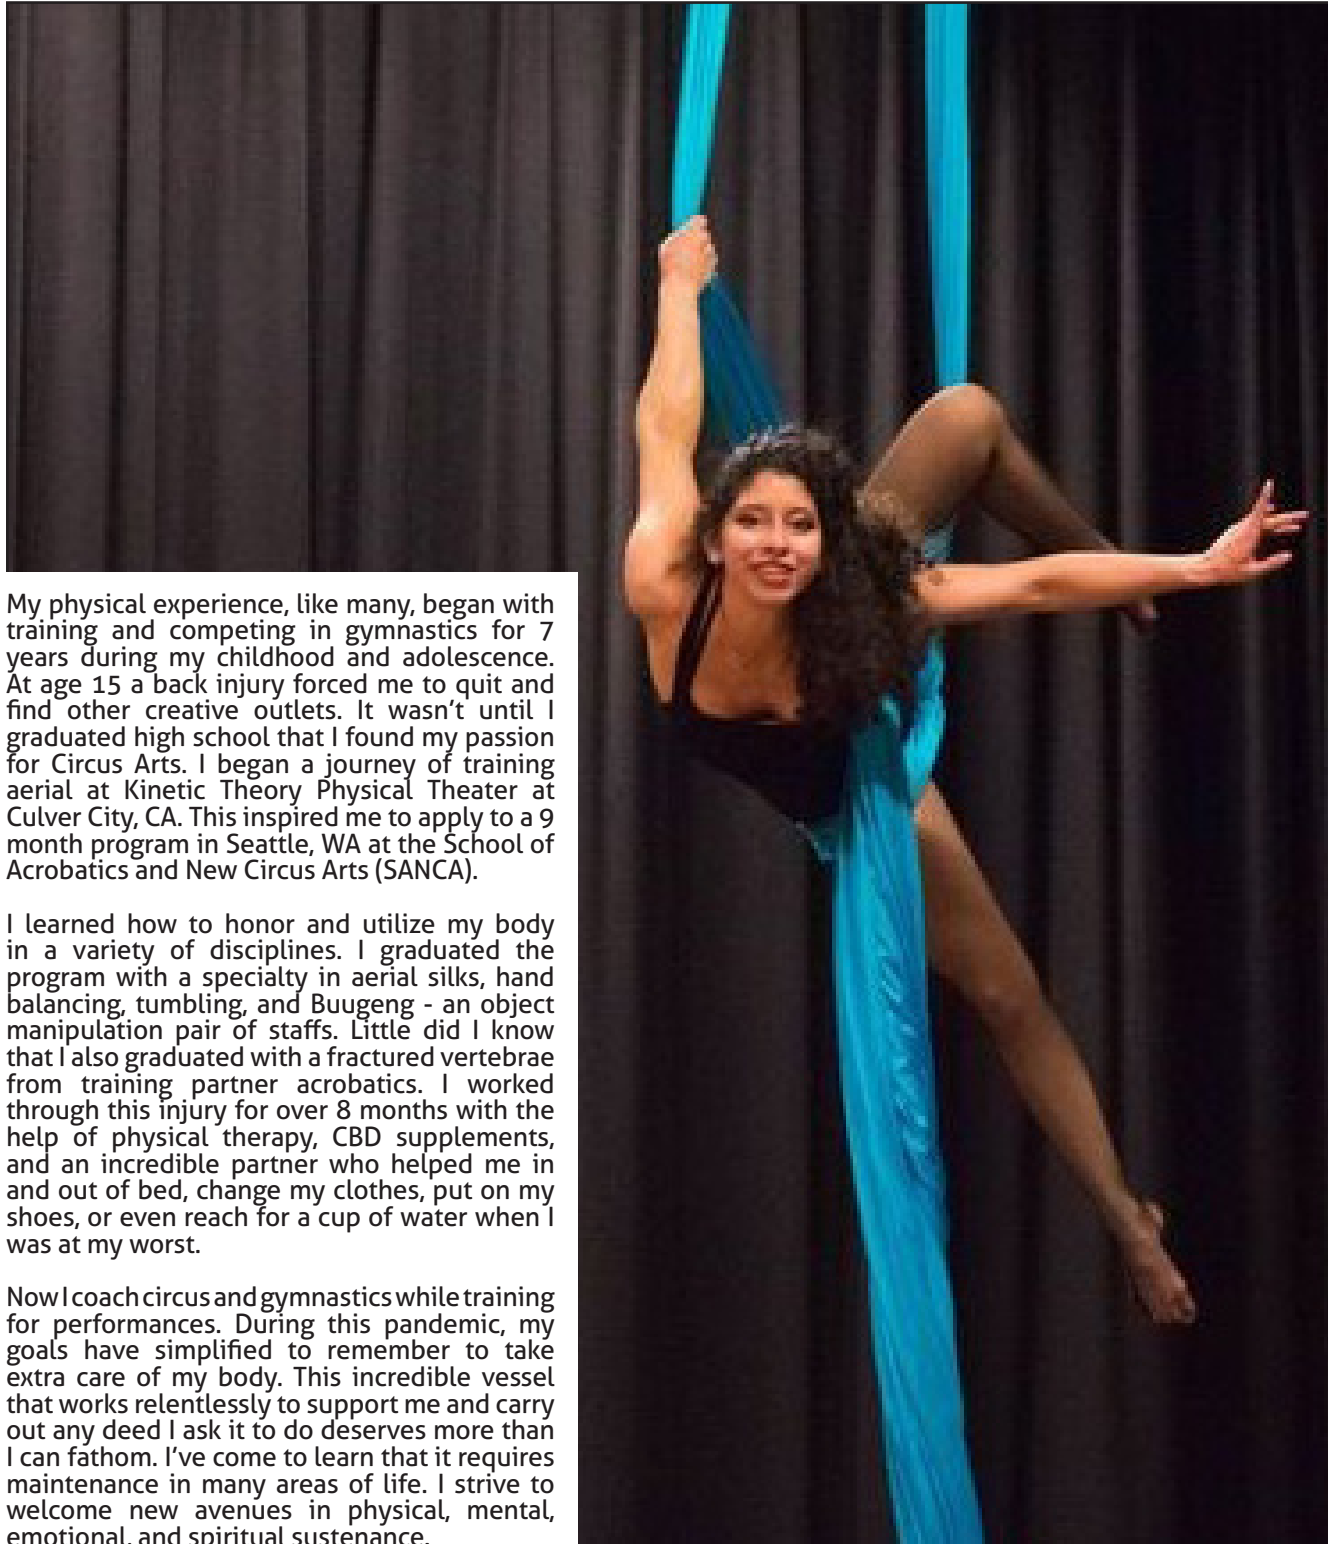 My physical experience, like many, began with
training and competing in gymnastics for 7
years during my childhood and adolescence.
At age 15 a back injury forced me to quit and
find other creative outlets. It wasn't until I
graduated high school that I found my passion
for Circus Arts. I began a journey of training
aerial at Kinetic Theory Physical Theater at
Culver City, CA. This inspired me to apply to a 9
month program in Seattle, WA at the School of
Acrobatics and New Circus Arts (SANCA).
I learned how to honor and utilize my body
in a variety of disciplines. I graduated the
program with a specialty in aerial silks, hand
balancing, tumbling, and Buugeng - an object
manipulation pair of staffs. Little did I know
that I also graduated with a fractured vertebrae
from training partner acrobatics. I worked
through this injury for over 8 months with the
help of physical therapy, CBD supplements,
and an incredible partner who helped me in
and out of bed, change my clothes, put on my
shoes, or even reach for a cup of water when I
was at my worst.
Now I coach circus and gymnastics while training
for performances. During this pandemic, my
goals have simplified to remember to take
extra care of my body. This incredible vessel
that works relentlessly to support me and carry
out any deed I ask it to do deserves more than
I can fathom. I've come to learn that it requires
maintenance in many areas of life. I strive to
welcome new avenues in physical, mental,
emotional, and spiritual sustenance.